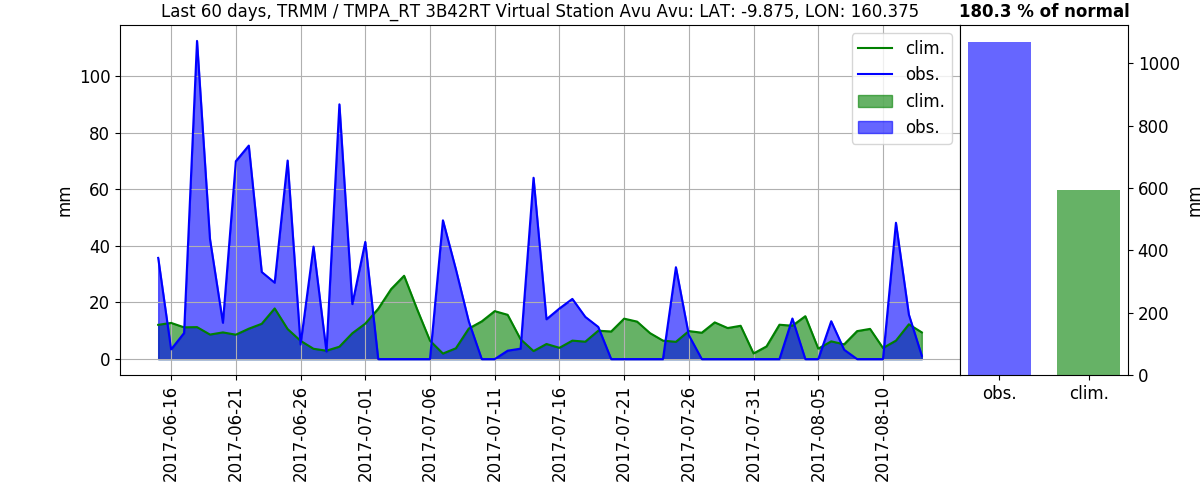 Last 60 days, TRMM / TMPA_RT 3B42RT Virtual Station Avu Avu: LAT: -9.875, LON: 160.375
180.3 % of normal
mm
100
80
60
40
20
0
clim.
obs.
clim.
obs.
1000
800
600
400
200
0
mm
2017-06-16
2017-06-21
2017-06-26
2017-07-01
2017-07-06
2017-07-11
2017-07-16
2017-07-21
2017-07-26
2017-07-31
2017-08-05
2017-08-10
obs.
clim.